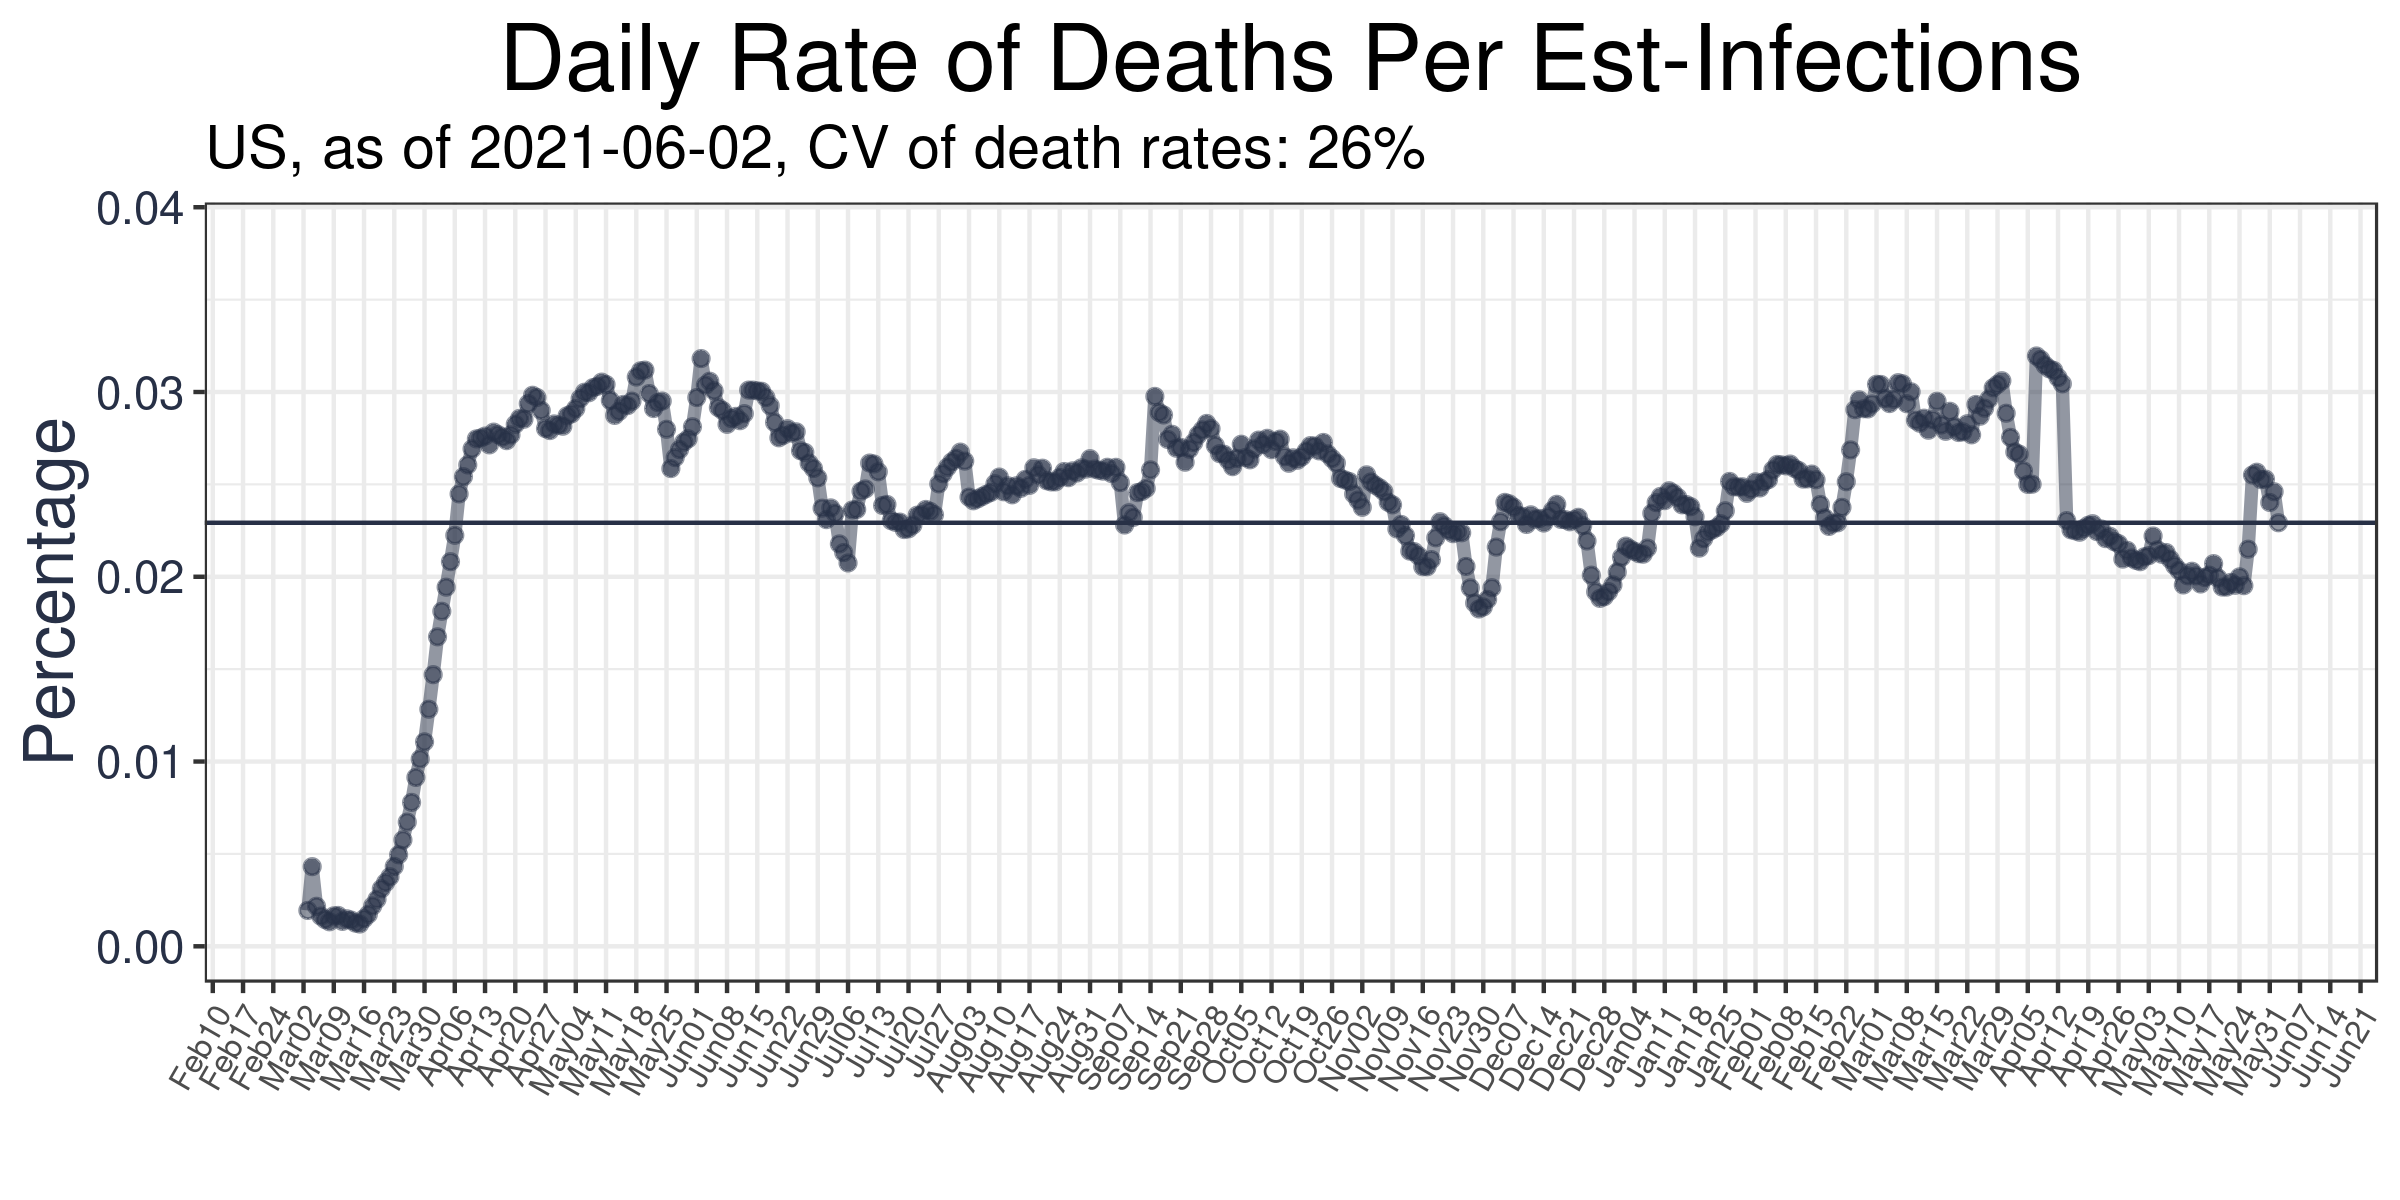 Daily Rate of Deaths Per Est-Infections
US, as of 2021-06-02, CV of death rates: 26%
Percentage
0.04
0.03
0.02
0.01
0.00
Feb10 Feb17 Feb24 Mar02 Mar09 Mar16 Mar23 Mar30 Apr06 Apr13 Apr20 Apr27 May04 May11 May18 May25 Jun01 Jun08 Jun15 Jun22 Jun29 Jul06 Jul13 Jul20 Jul27 Aug03 Aug10 Aug17 Aug24 Aug31 Sep07 Sep14 Sep21 Sep28 Oct05 Oct12 Oct19 Oct26 Nov02 Nov09 Nov16 Nov23 Nov30 Dec07 Dec14 Dec21 Dec28 Jan04 Jan11 Jan18 Jan25 Feb01 Feb08 Feb15 Feb22 Mar01 Mar08 Mar15 Mar22 Mar29 Apr05 Apr12 Apr19 Apr26 May03 May10 May17 May24 May31 Jun07 Jun14 Jun21